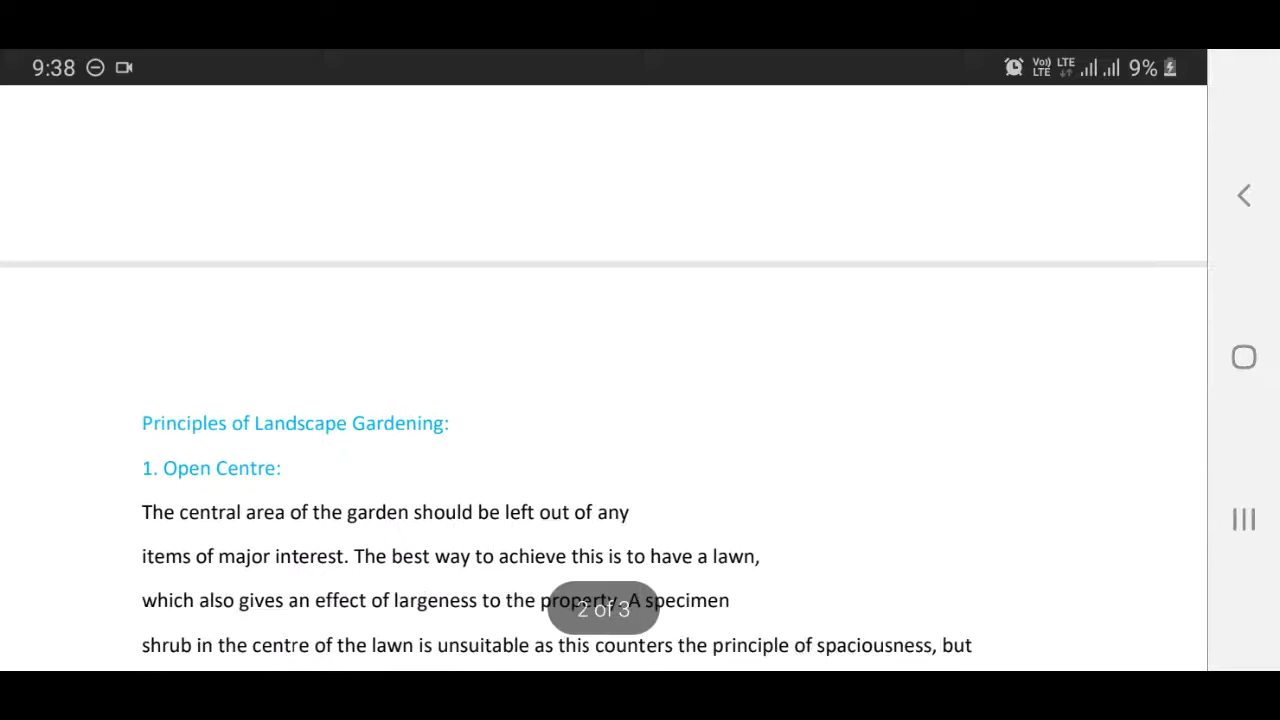 9:38 Vo)) LTE LTE 9%
Principles of Landscape Gardening:
1. Open Centre:
The central area of the garden should be left out of any
items of major interest. The best way to achieve this is to have a lawn,
which also gives an effect of largeness to the property. A specimen
2 of 3
shrub in the centre of the lawn is unsuitable as this counters the principle of spaciousness, but